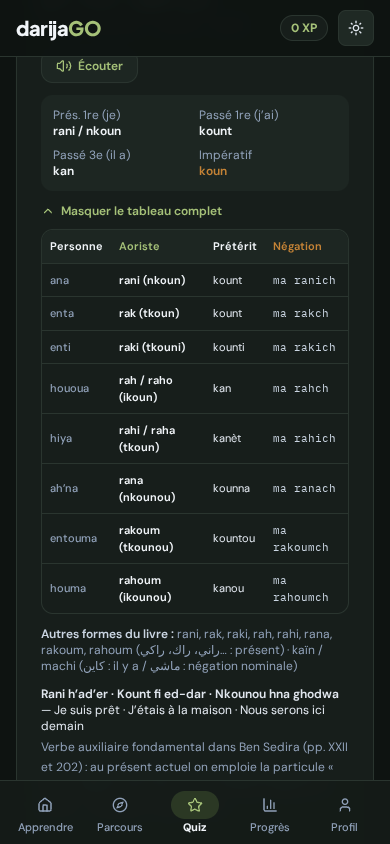 darijaGO
0 XP
Écouter
Prés. 1re (je)
rani / nkoun
Passé 1re (j'ai)
kount
Passé 3e (il a)
kan
Impératif
koun
Masquer le tableau complet
Personne Aoriste Prétérit Négation
ana rani (nkoun) kount ma ranich
enta rak (tkoun) kount ma rakch
enti raki (tkouni) kounti ma rakich
hououa rah / raho (ikoun) kan ma rahch
hiya rahi / raha (tkoun) kanèt ma rahich
ah'na rana (nkounou) kounna ma ranach
entouma rakoum (tkounou) kountou ma rakoumch
houma rahoum (ikounou) kanou ma rahoumch
Autres formes du livre : rani, rak, raki, rah, rahi, rana,
rakoum, rahoum (راني، راك، راكي… : présent) · kaïn /
machi (كاين : il y a / ماشي : négation nominale)
Rani h'ad'er · Kount fi ed-dar · Nkounou hna ghodwa
— Je suis prêt · J'étais à la maison · Nous serons ici
demain
Verbe auxiliaire fondamental dans Ben Sedira (pp. XXII
et 202) : au présent actuel on emploie la particule «
Apprendre Parcours Quiz Progrès Profil